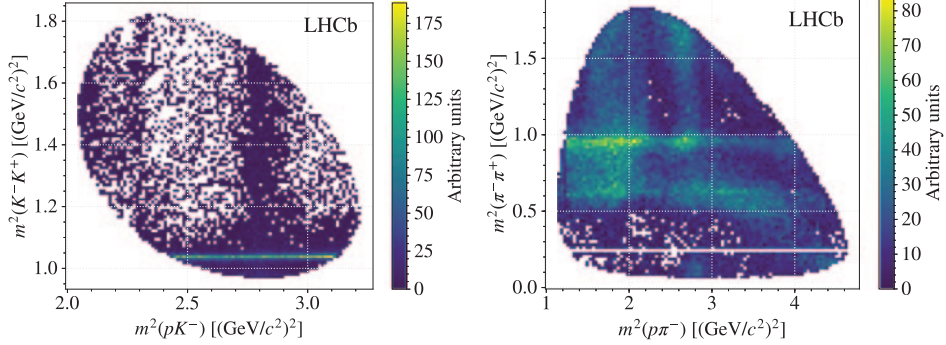 LHCb
1.8
1.6
1.4
1.2
1.0
m²(K⁻K⁺) [(GeV/c²)²]
2.0 2.5 3.0
m²(pK⁻) [(GeV/c²)²]
175
150
125
100
75
50
25
0
Arbitrary units
LHCb
1.5
1.0
0.5
0.0
m²(π⁻π⁺) [(GeV/c²)²]
1 2 3 4
m²(pπ⁻) [(GeV/c²)²]
80
70
60
50
40
30
20
10
0
Arbitrary units